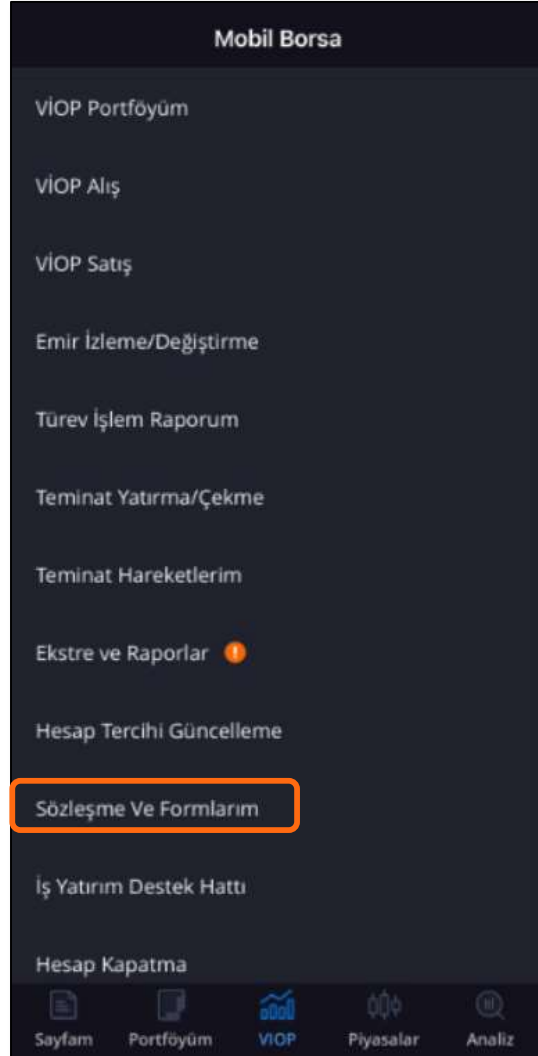 Mobil Borsa
VİOP Portföyüm
VİOP Alış
VİOP Satış
Emir İzleme/Değiştirme
Türev İşlem Raporum
Teminat Yatırma/Çekme
Teminat Hareketlerim
Ekstre ve Raporlar
Hesap Tercihi Güncelleme
Sözleşme Ve Formlarım
İş Yatırım Destek Hattı
Hesap Kapatma
Sayfam Portföyüm VIOP Piyasalar Analiz